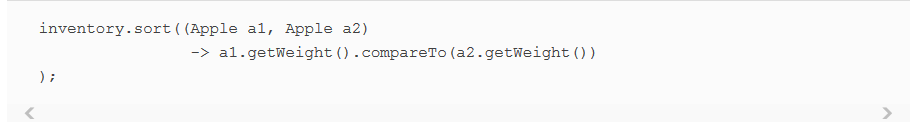 inventory.sort((Apple a1, Apple a2)
-> a1.getWeight().compareTo(a2.getWeight())
);